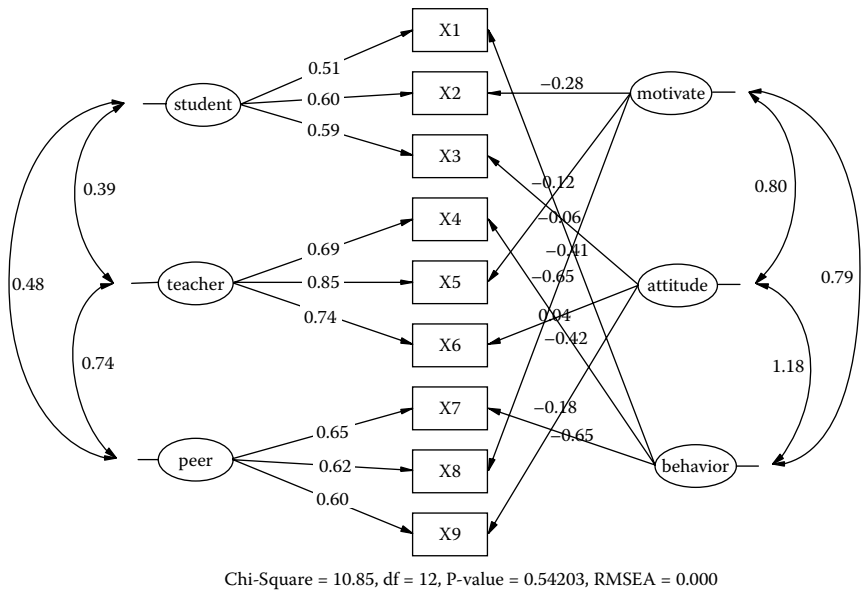 X1
0.51
−0.28
student
0.60
X2
motivate
0.59
X3
−0.12
0.39
0.80
X4
−0.06
0.69
−0.41
0.48
teacher
0.85
X5
−0.65
attitude
0.79
0.74
0.04
X6
−0.42
0.74
1.18
X7
−0.18
0.65
−0.65
peer
0.62
X8
behavior
0.60
X9
Chi-Square = 10.85, df = 12, P-value = 0.54203, RMSEA = 0.000